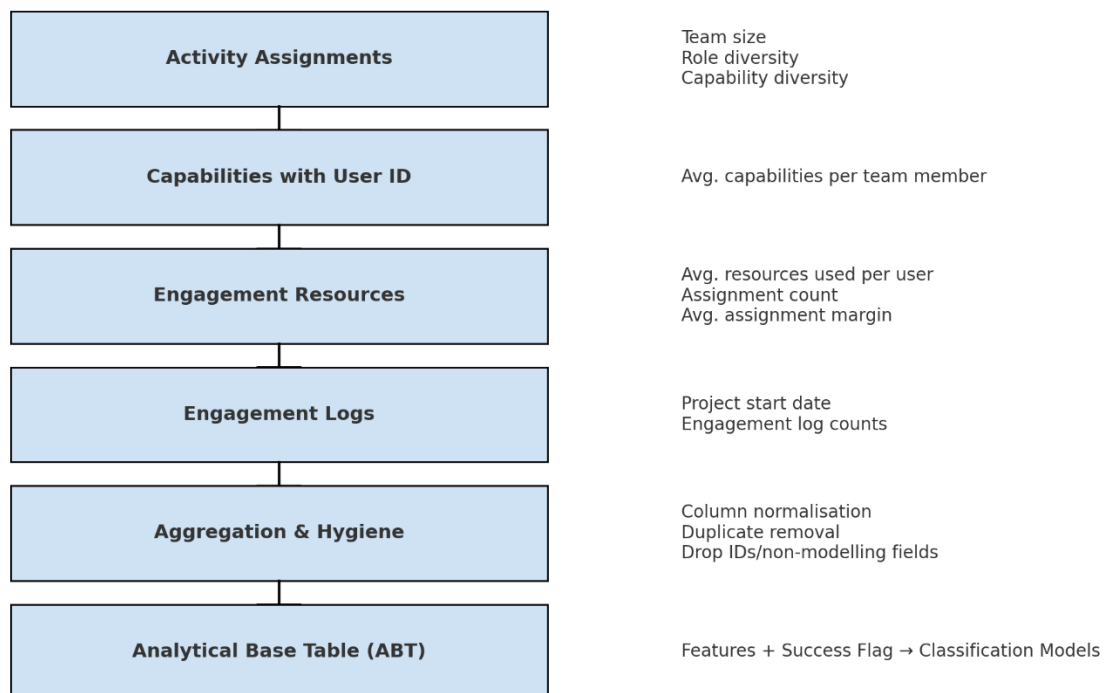 Activity Assignments
Team size
Role diversity
Capability diversity
Capabilities with User ID
Avg. capabilities per team member
Engagement Resources
Avg. resources used per user
Assignment count
Avg. assignment margin
Engagement Logs
Project start date
Engagement log counts
Aggregation & Hygiene
Column normalisation
Duplicate removal
Drop IDs/non-modelling fields
Analytical Base Table (ABT)
Features + Success Flag → Classification Models